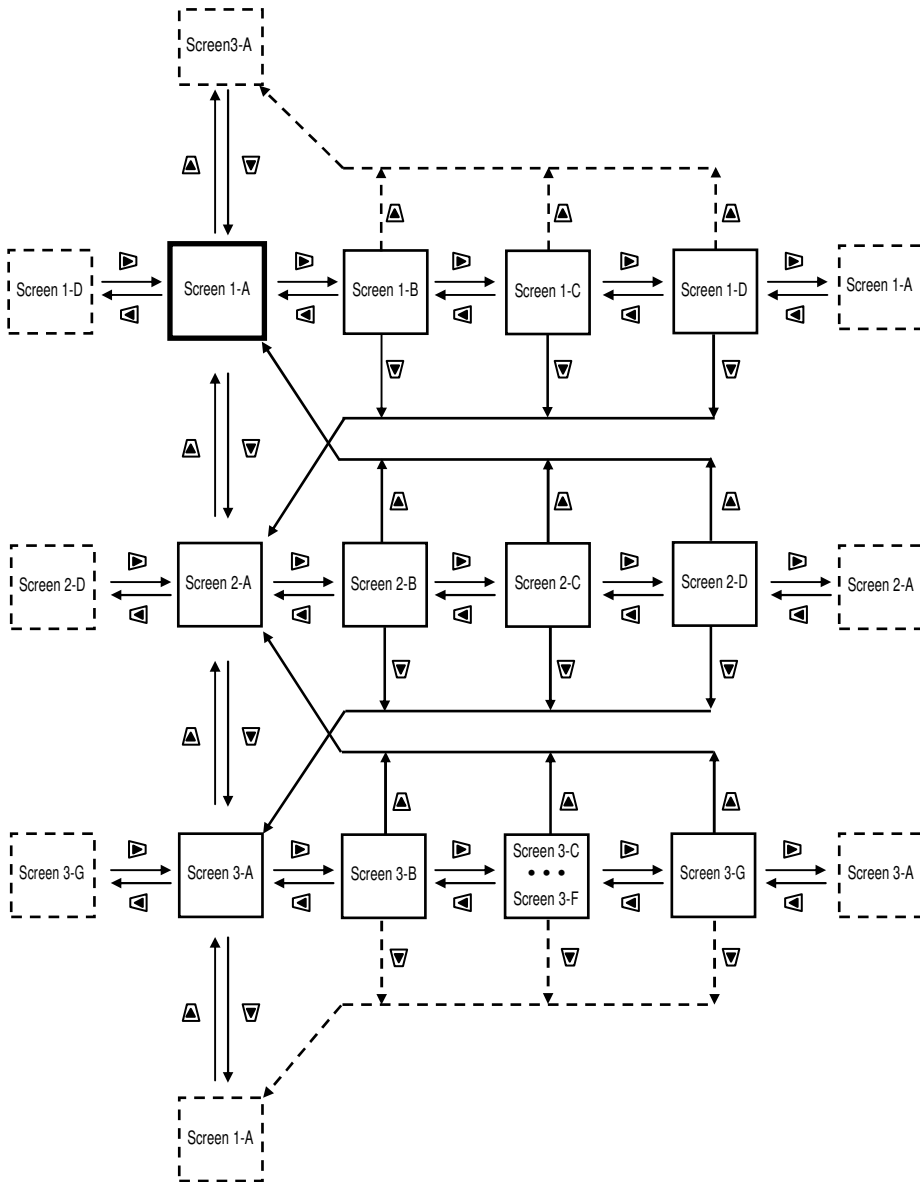 Screen3-A
Screen 1-D
Screen 1-A
Screen 1-B
Screen 1-C
Screen 1-D
Screen 1-A
Screen 2-D
Screen 2-A
Screen 2-B
Screen 2-C
Screen 2-D
Screen 2-A
Screen 3-G
Screen 3-A
Screen 3-B
Screen 3-C
• • •
Screen 3-F
Screen 3-G
Screen 3-A
Screen 1-A